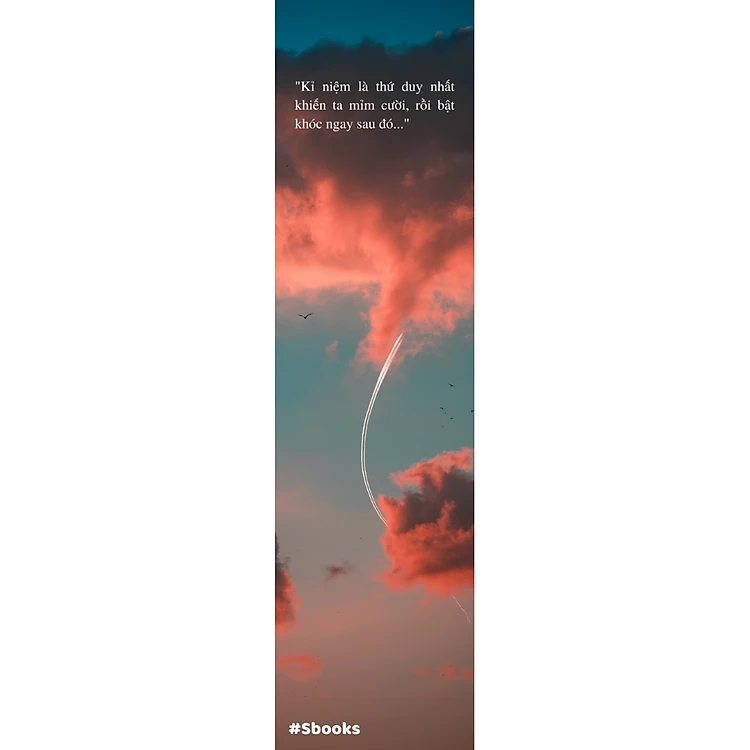 "Kỉ niệm là thứ duy nhất
khiến ta mỉm cười, rồi bật
khóc ngay sau đó..."
#Sbooks